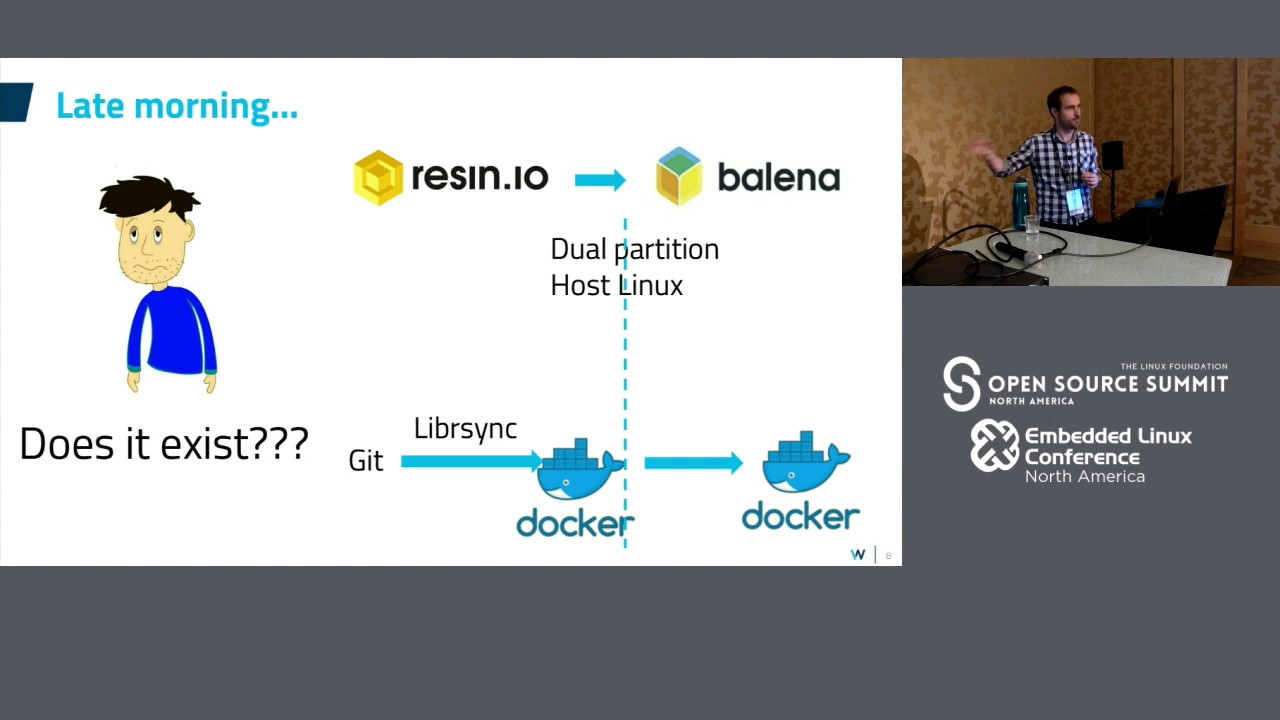 Late morning...
resin.io
balena
Dual partition
Host Linux
Does it exist???
Librsync
Git
docker
docker
W
8
THE LINUX FOUNDATION
OPEN SOURCE SUMMIT
NORTH AMERICA
Embedded Linux
Conference
North America